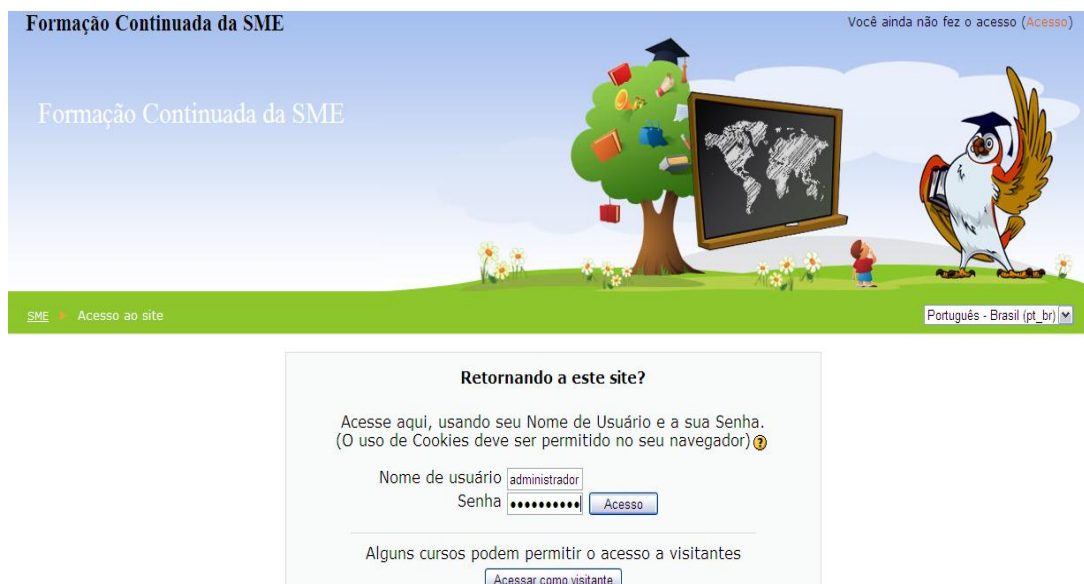 Formação Continuada da SME
Você ainda não fez o acesso (Acesso)
Formação Continuada da SME
SME ► Acesso ao site
Português - Brasil (pt_br)
Retornando a este site?
Acesse aqui, usando seu Nome de Usuário e a sua Senha.
(O uso de Cookies deve ser permitido no seu navegador) ?
Nome de usuário administrador
Senha ●●●●●●●●●● Acesso
Alguns cursos podem permitir o acesso a visitantes
Acessar como visitante